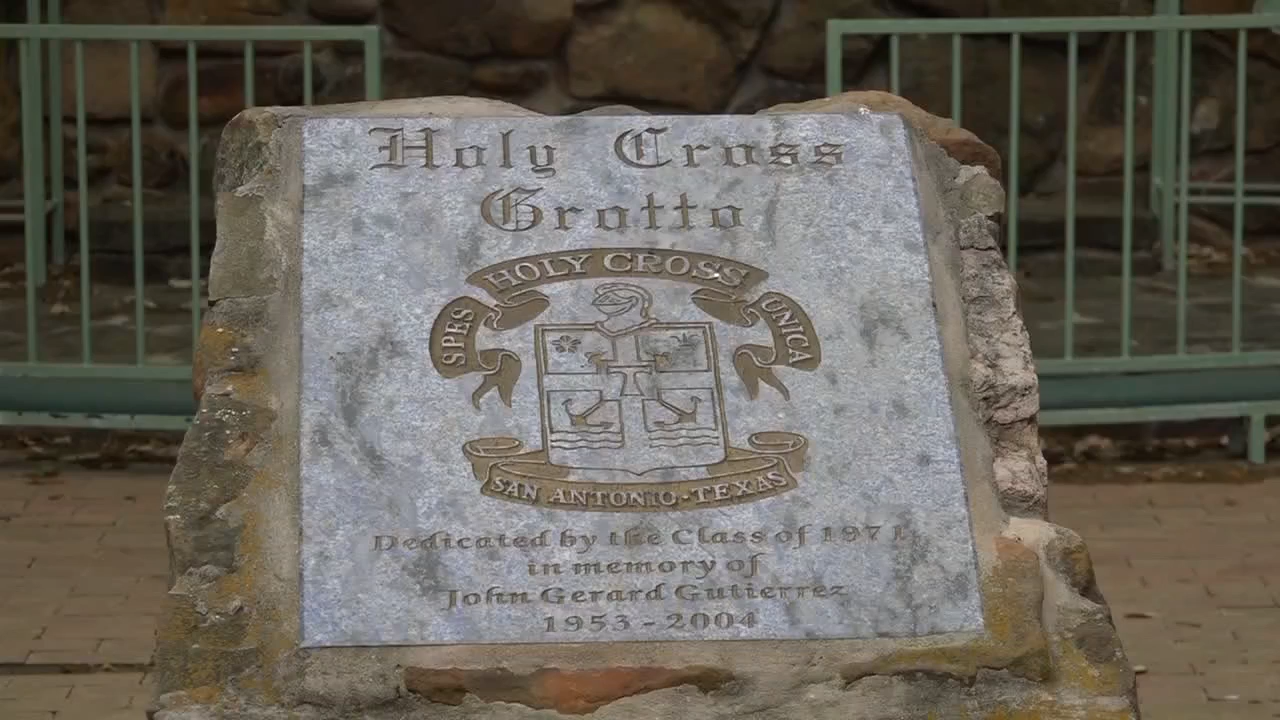 Holy Cross
Grotto
HOLY CROSS
SPES UNICA
SAN ANTONIO - TEXAS
Dedicated by the Class of 1971
in memory of
John Gerard Gutierrez
1953 - 2004